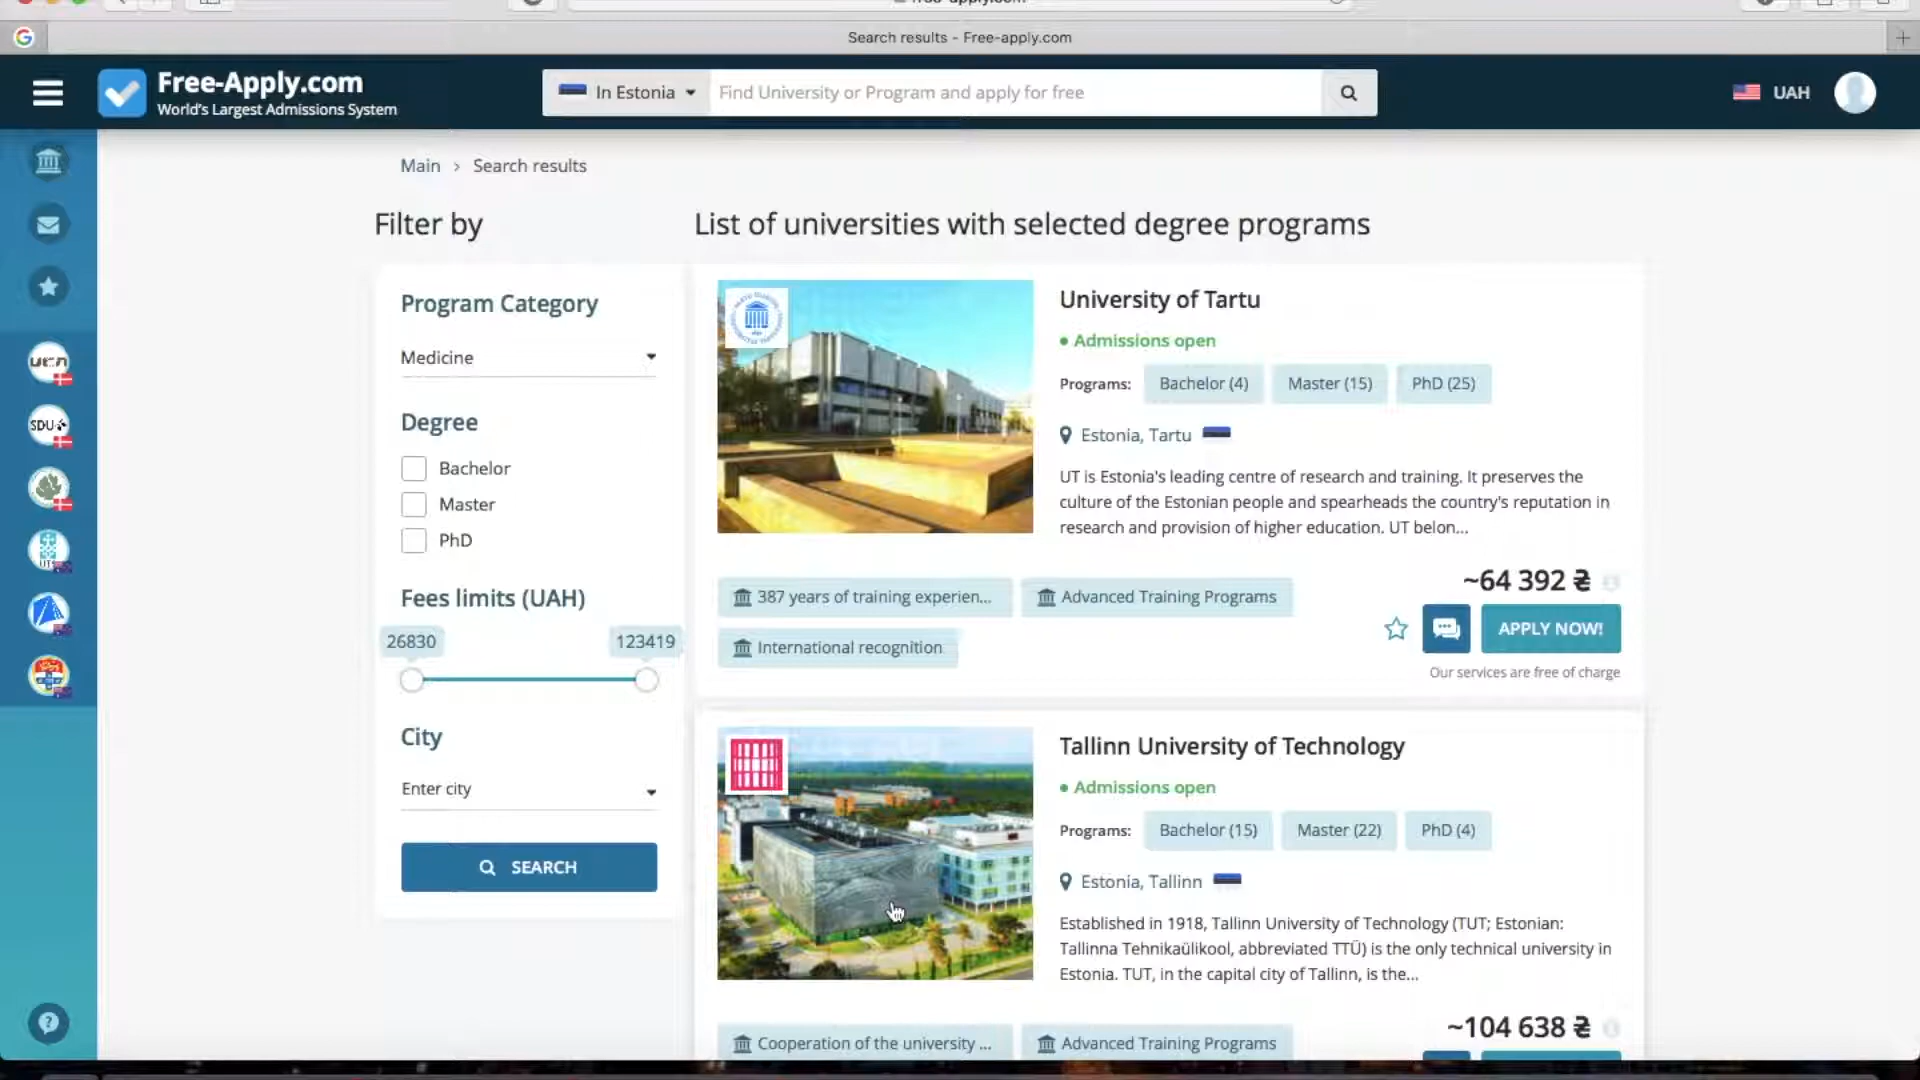 Search results - Free-apply.com
Free-Apply.com
World's Largest Admissions System
In Estonia
Find University or Program and apply for free
UAH
Main > Search results
Filter by
List of universities with selected degree programs
Program Category
Medicine
Degree
Bachelor
Master
PhD
Fees limits (UAH)
26830
123419
City
Enter city
SEARCH
University of Tartu
Admissions open
Programs: Bachelor (4) Master (15) PhD (25)
Estonia, Tartu
UT is Estonia's leading centre of research and training. It preserves the
culture of the Estonian people and spearheads the country's reputation in
research and provision of higher education. UT belon...
387 years of training experien...
Advanced Training Programs
International recognition
~64 392 ₴
APPLY NOW!
Our services are free of charge
Tallinn University of Technology
Admissions open
Programs: Bachelor (15) Master (22) PhD (4)
Estonia, Tallinn
Established in 1918, Tallinn University of Technology (TUT; Estonian:
Tallinna Tehnikaülikool, abbreviated TTÜ) is the only technical university in
Estonia. TUT, in the capital city of Tallinn, is the...
Cooperation of the university ...
Advanced Training Programs
~104 638 ₴
ucn
SDU
UTS
?